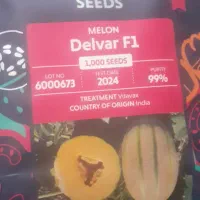 SEEDS
MELON
Delvar F1
1,000 SEEDS
LOT NO TEST DATE PURITY
6000673 2024 99%
TREATMENT Vitavax
COUNTRY OF ORIGIN India